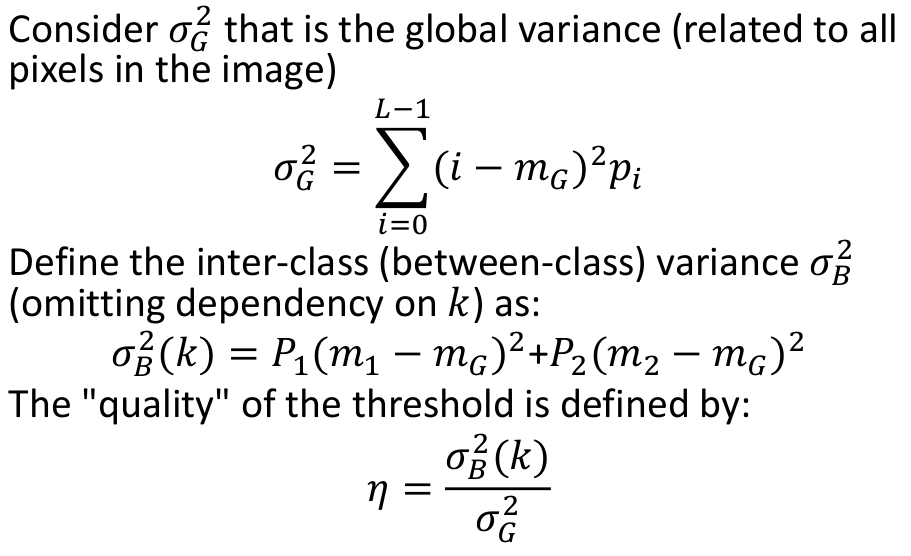 Consider σ_G^2 that is the global variance (related to all
pixels in the image)
σ_G^2 = ∑_{i=0}^{L−1} (i − m_G)^2 p_i
Define the inter-class (between-class) variance σ_B^2
(omitting dependency on k) as:
σ_B^2(k) = P_1(m_1 − m_G)^2+P_2(m_2 − m_G)^2
The "quality" of the threshold is defined by:
η = σ_B^2(k) / σ_G^2